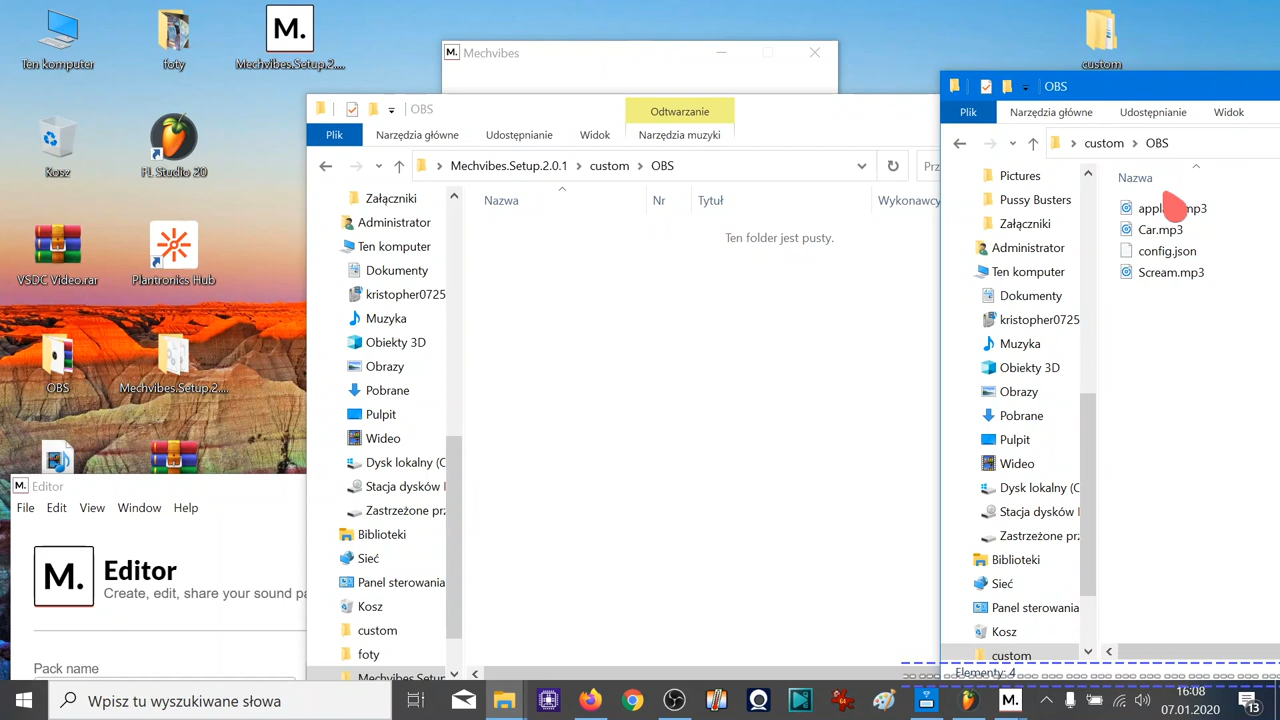 Ten komputer
foty
Mechvibes.Setup.2....
custom
Kosz
FL Studio 20
VSDC Video.rar
Plantronics Hub
OBS
Mechvibes.Setup.2....
M. Mechvibes
OBS
Odtwarzanie
Plik
Narzędzia główne
Udostępnianie
Widok
Narzędzia muzyki
Mechvibes.Setup.2.0.1 > custom > OBS
Prz
Załączniki
Administrator
Ten komputer
Dokumenty
kristopher0725
Muzyka
Obiekty 3D
Obrazy
Pobrane
Pulpit
Wideo
Dysk lokalny (C
Stacja dysków
Zastrzeżone prz
Biblioteki
Sieć
Panel sterowania
Kosz
custom
foty
Mechvibes.Setup
Nazwa
Nr
Tytuł
Wykonawcy
Ten folder jest pusty.
OBS
Plik
Narzędzia główne
Udostępnianie
Widok
custom > OBS
Pictures
Pussy Busters
Załączniki
Administrator
Ten komputer
Dokumenty
kristopher0725
Muzyka
Obiekty 3D
Obrazy
Pobrane
Pulpit
Wideo
Dysk lokalny (C
Stacja dysków
Zastrzeżone prz
Biblioteki
Sieć
Panel sterowania
Kosz
custom
Nazwa
Car.mp3
config.json
Scream.mp3
Elementy: 4
M. Editor
File Edit View Window Help
M. Editor
Create, edit, share your sound pa
Pack name
Wpisz tu wyszukiwane słowa
64
M.
16:08
07.01.2020
13